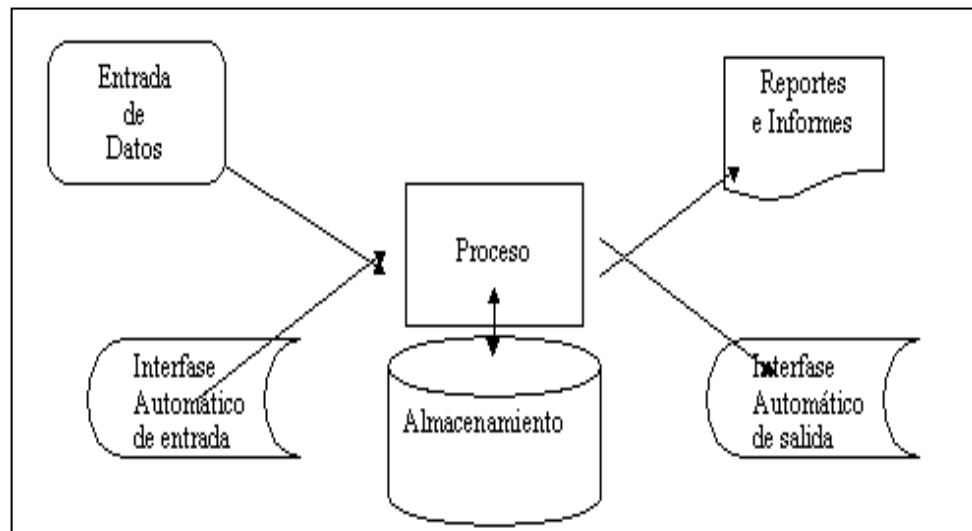 Entrada
de
Datos
Reportes
e Informes
Proceso
Interfase
Automático
de entrada
Almacenamiento
Interfase
Automático
de salida